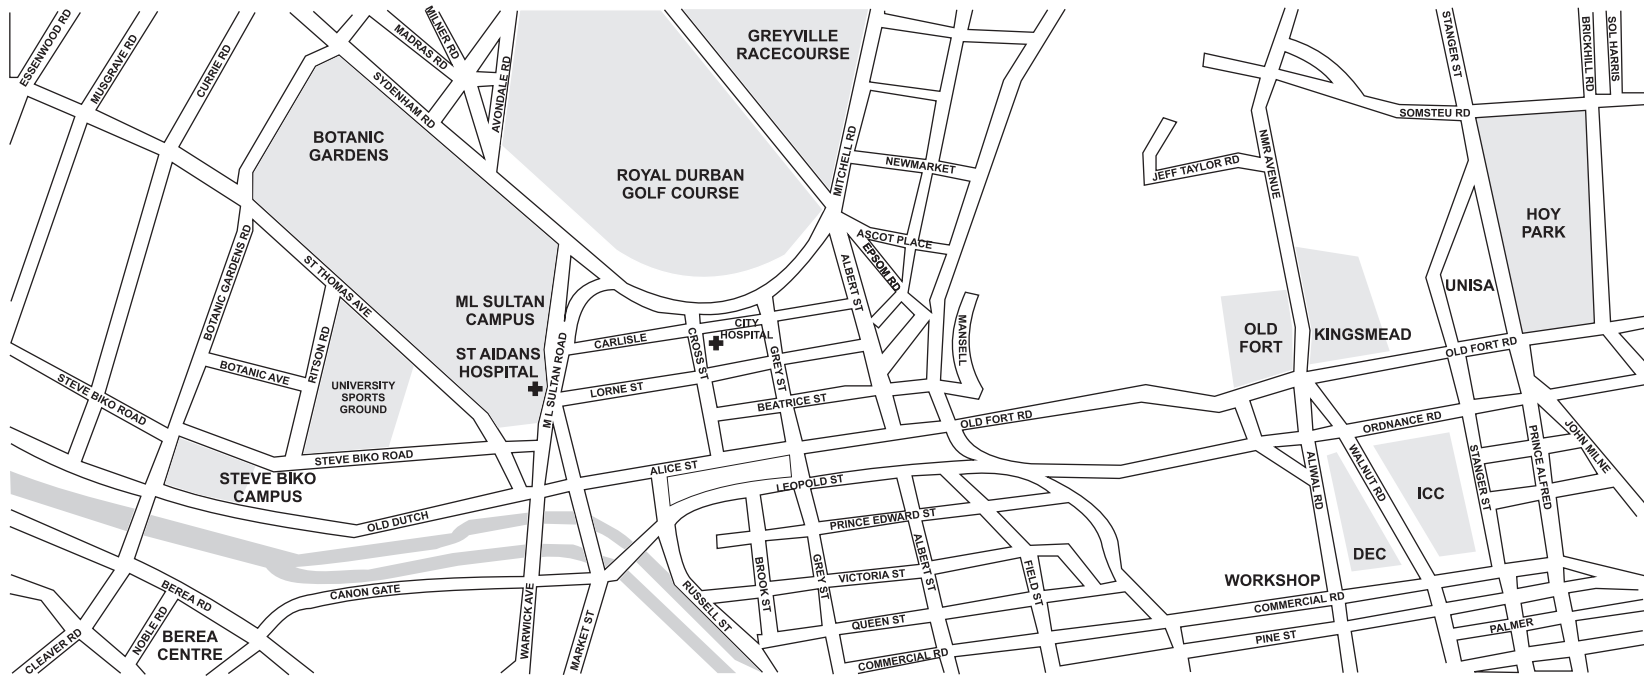 ESSENWOOD RD
MUSGRAVE RD
CURRIE RD
MADRAS RD
MILNER RD
SYDENHAM RD
AVONDALE RD
GREYVILLE
RACECOURSE
STANGER ST
BRICKHILL RD
SOL HARRIS
BOTANIC
GARDENS
ROYAL DURBAN
GOLF COURSE
MITCHELL RD
NEWMARKET
JEFF TAYLOR RD
NMR AVENUE
SOMSTEU RD
HOY
PARK
ASCOT PLACE
EPSOM RD
ALBERT ST
BOTANIC GARDENS RD
ST THOMAS AVE
RITSON RD
ML SULTAN
CAMPUS
ST AIDANS
HOSPITAL
M L SULTAN ROAD
CARLISLE
CROSS ST
CITY
HOSPITAL
GREY ST
MANSELL
OLD
FORT
KINGSMEAD
UNISA
OLD FORT RD
STEVE BIKO ROAD
BOTANIC AVE
UNIVERSITY
SPORTS
GROUND
LORNE ST
BEATRICE ST
OLD FORT RD
ORDNANCE RD
JOHN MILNE
STEVE BIKO ROAD
STEVE BIKO
CAMPUS
ALICE ST
LEOPOLD ST
ALIWAL RD
WALNUT RD
ICC
STANGER ST
PRINCE ALFRED
OLD DUTCH
PRINCE EDWARD ST
DEC
BEREA RD
CANON GATE
WARWICK AVE
MARKET ST
RUSSELL ST
BROOK ST
GREY ST
VICTORIA ST
ALBERT ST
FIELD ST
WORKSHOP
COMMERCIAL RD
CLEAVER RD
NOBLE RD
BEREA
CENTRE
QUEEN ST
COMMERCIAL RD
PINE ST
PALMER